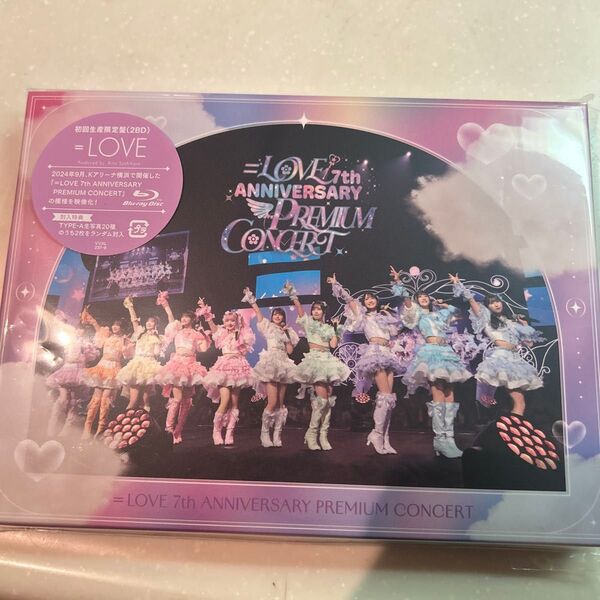 初回生産限定盤(2BD)
=LOVE
Produced by Rino Sashihara
2024年9月、Kアリーナ横浜で開催した
「=LOVE 7th ANNIVERSARY
PREMIUM CONCERT」
の模様を映像化!
Blu-ray Disc
封入特典
TYPE-A生写真20種
のうち2枚をランダム封入
=LOVE 7th
ANNIVERSARY
PREMIUM
CONCERT
=LOVE 7th ANNIVERSARY PREMIUM CONCERT